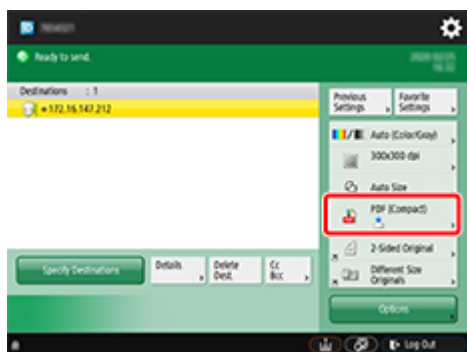 Ready to send.
Destinations : 1
172.16.147.212
Previous
Settings
Favorite
Settings
Auto (Color/Gray)
300x300 dpi
Auto Size
PDF (Compact)
2-Sided Original
Different Size
Originals
Specify Destinations
Details
Delete
Dest.
Cc
Bcc
Options
Log Out